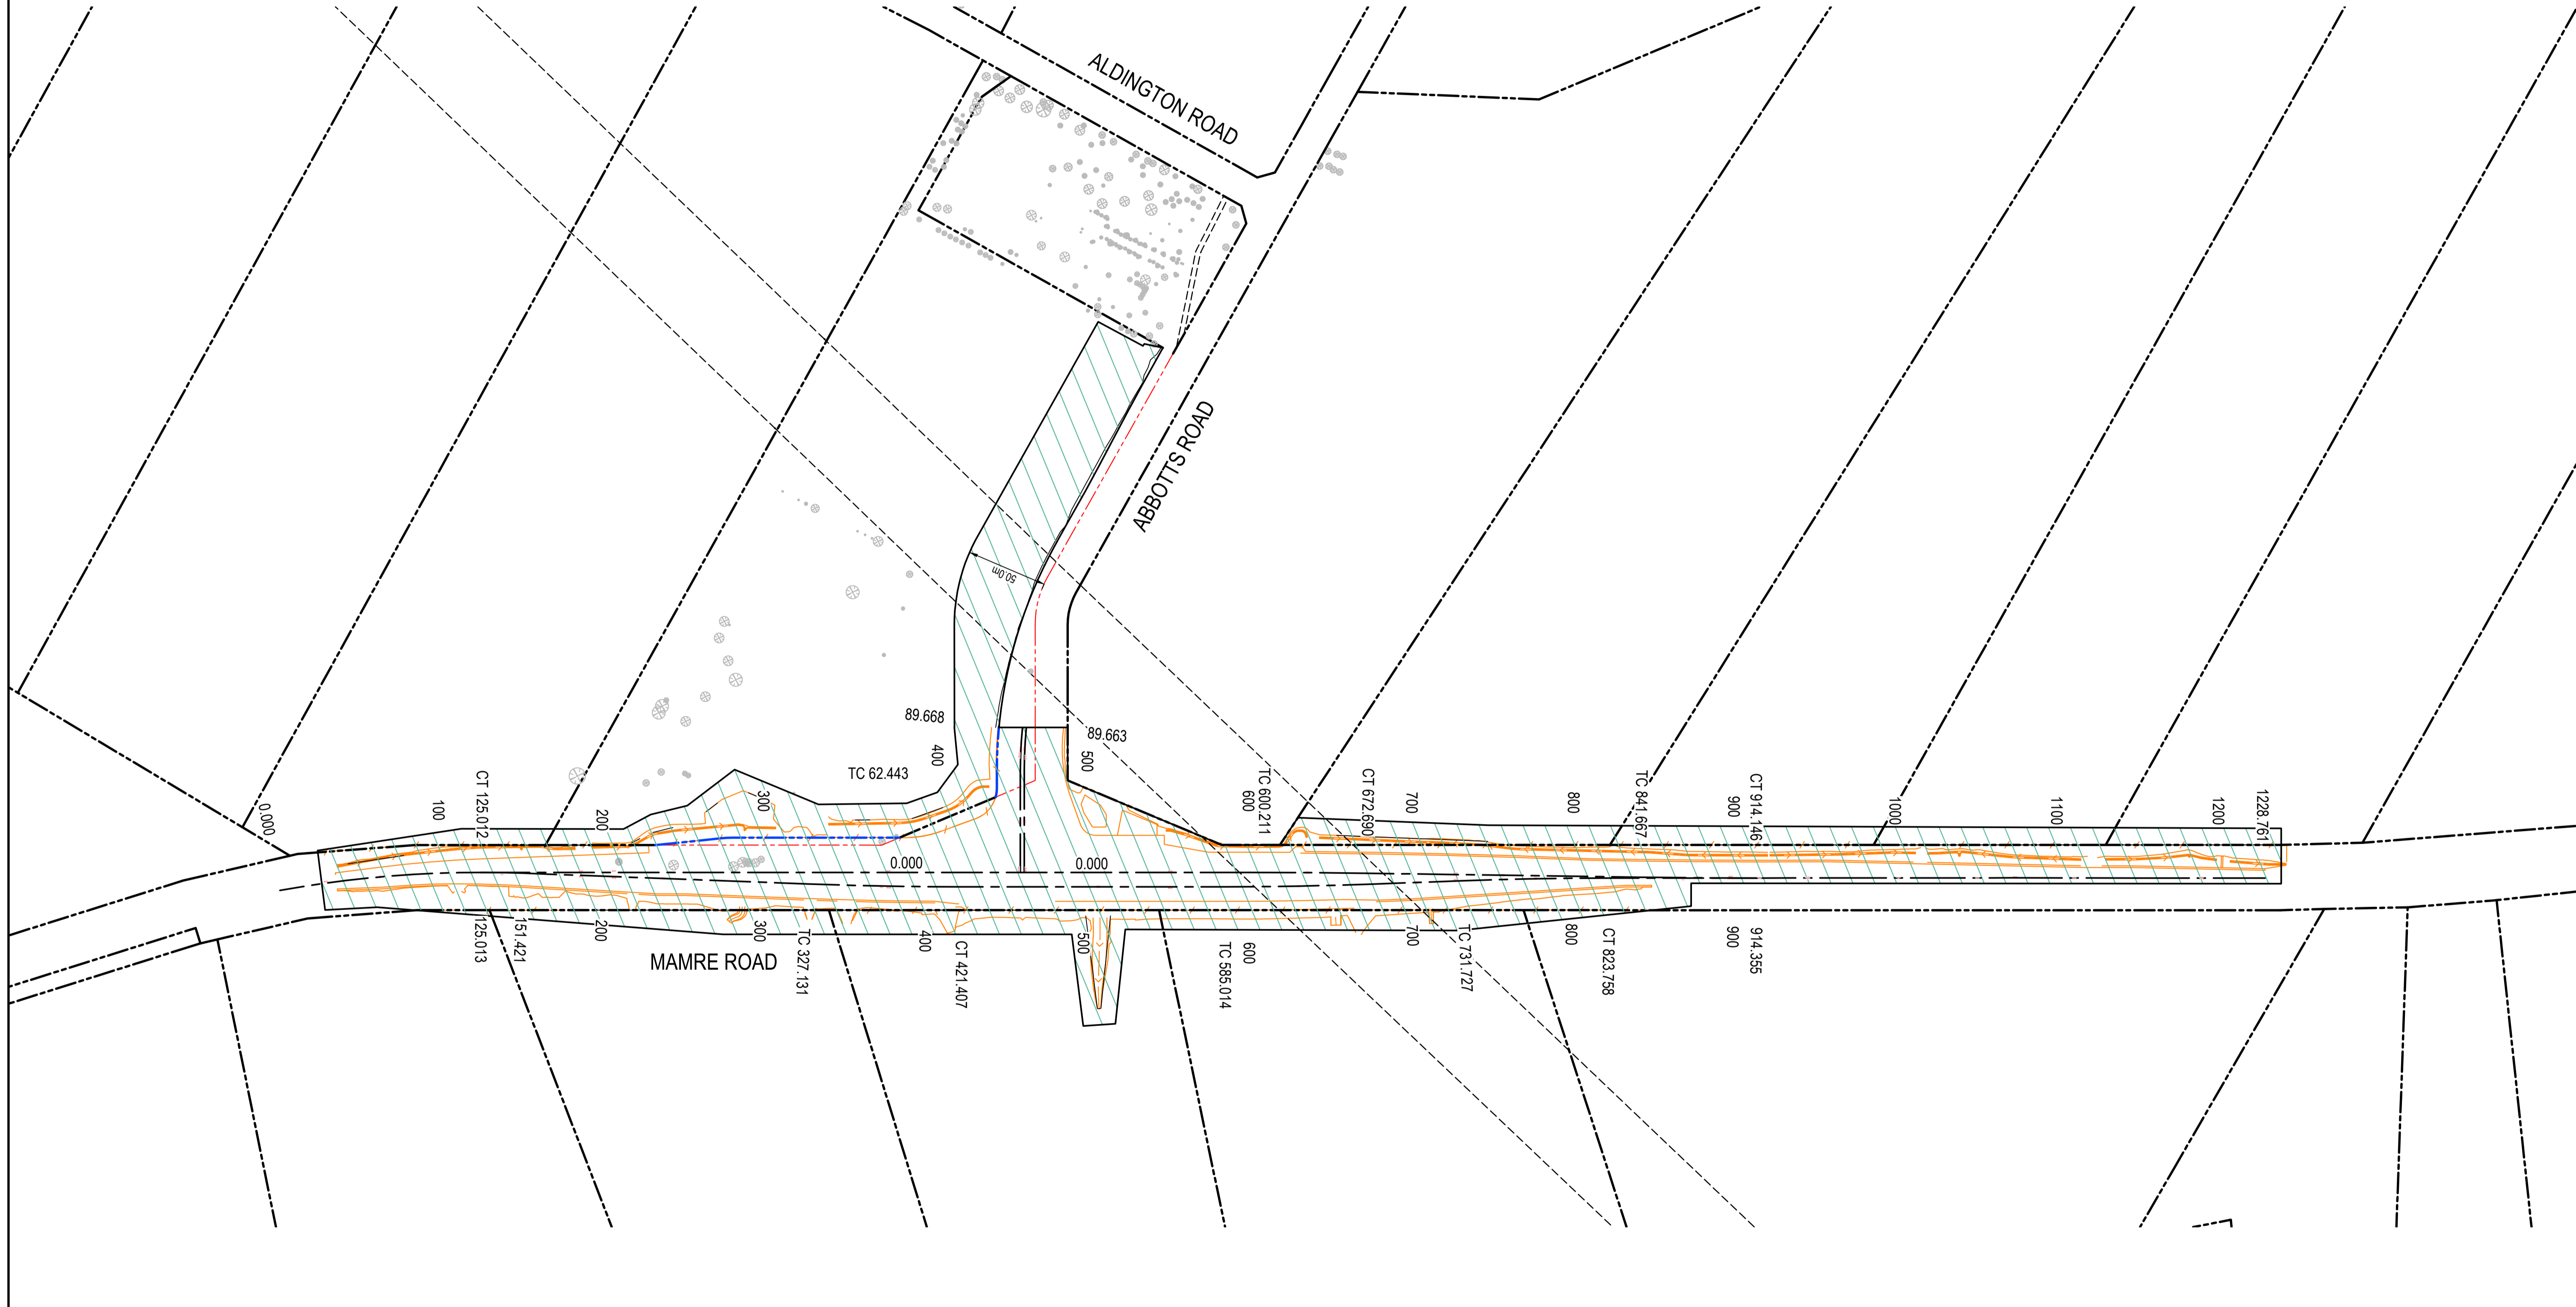 ALDINGTON ROAD
ABBOTTS ROAD
50.0m
89.668
89.663
400
500
TC 62.443
0.000
100
CT 125.012
200
300
0.000
0.000
TC 600.211
600
CT 672.690
700
800
TC 841.667
900
CT 914.146
1000
1100
1200
1228.761
125.013
151.421
200
MAMRE ROAD
300
TC 327.131
400
CT 421.407
500
TC 585.014
600
700
TC 731.727
800
CT 823.758
900
914.355